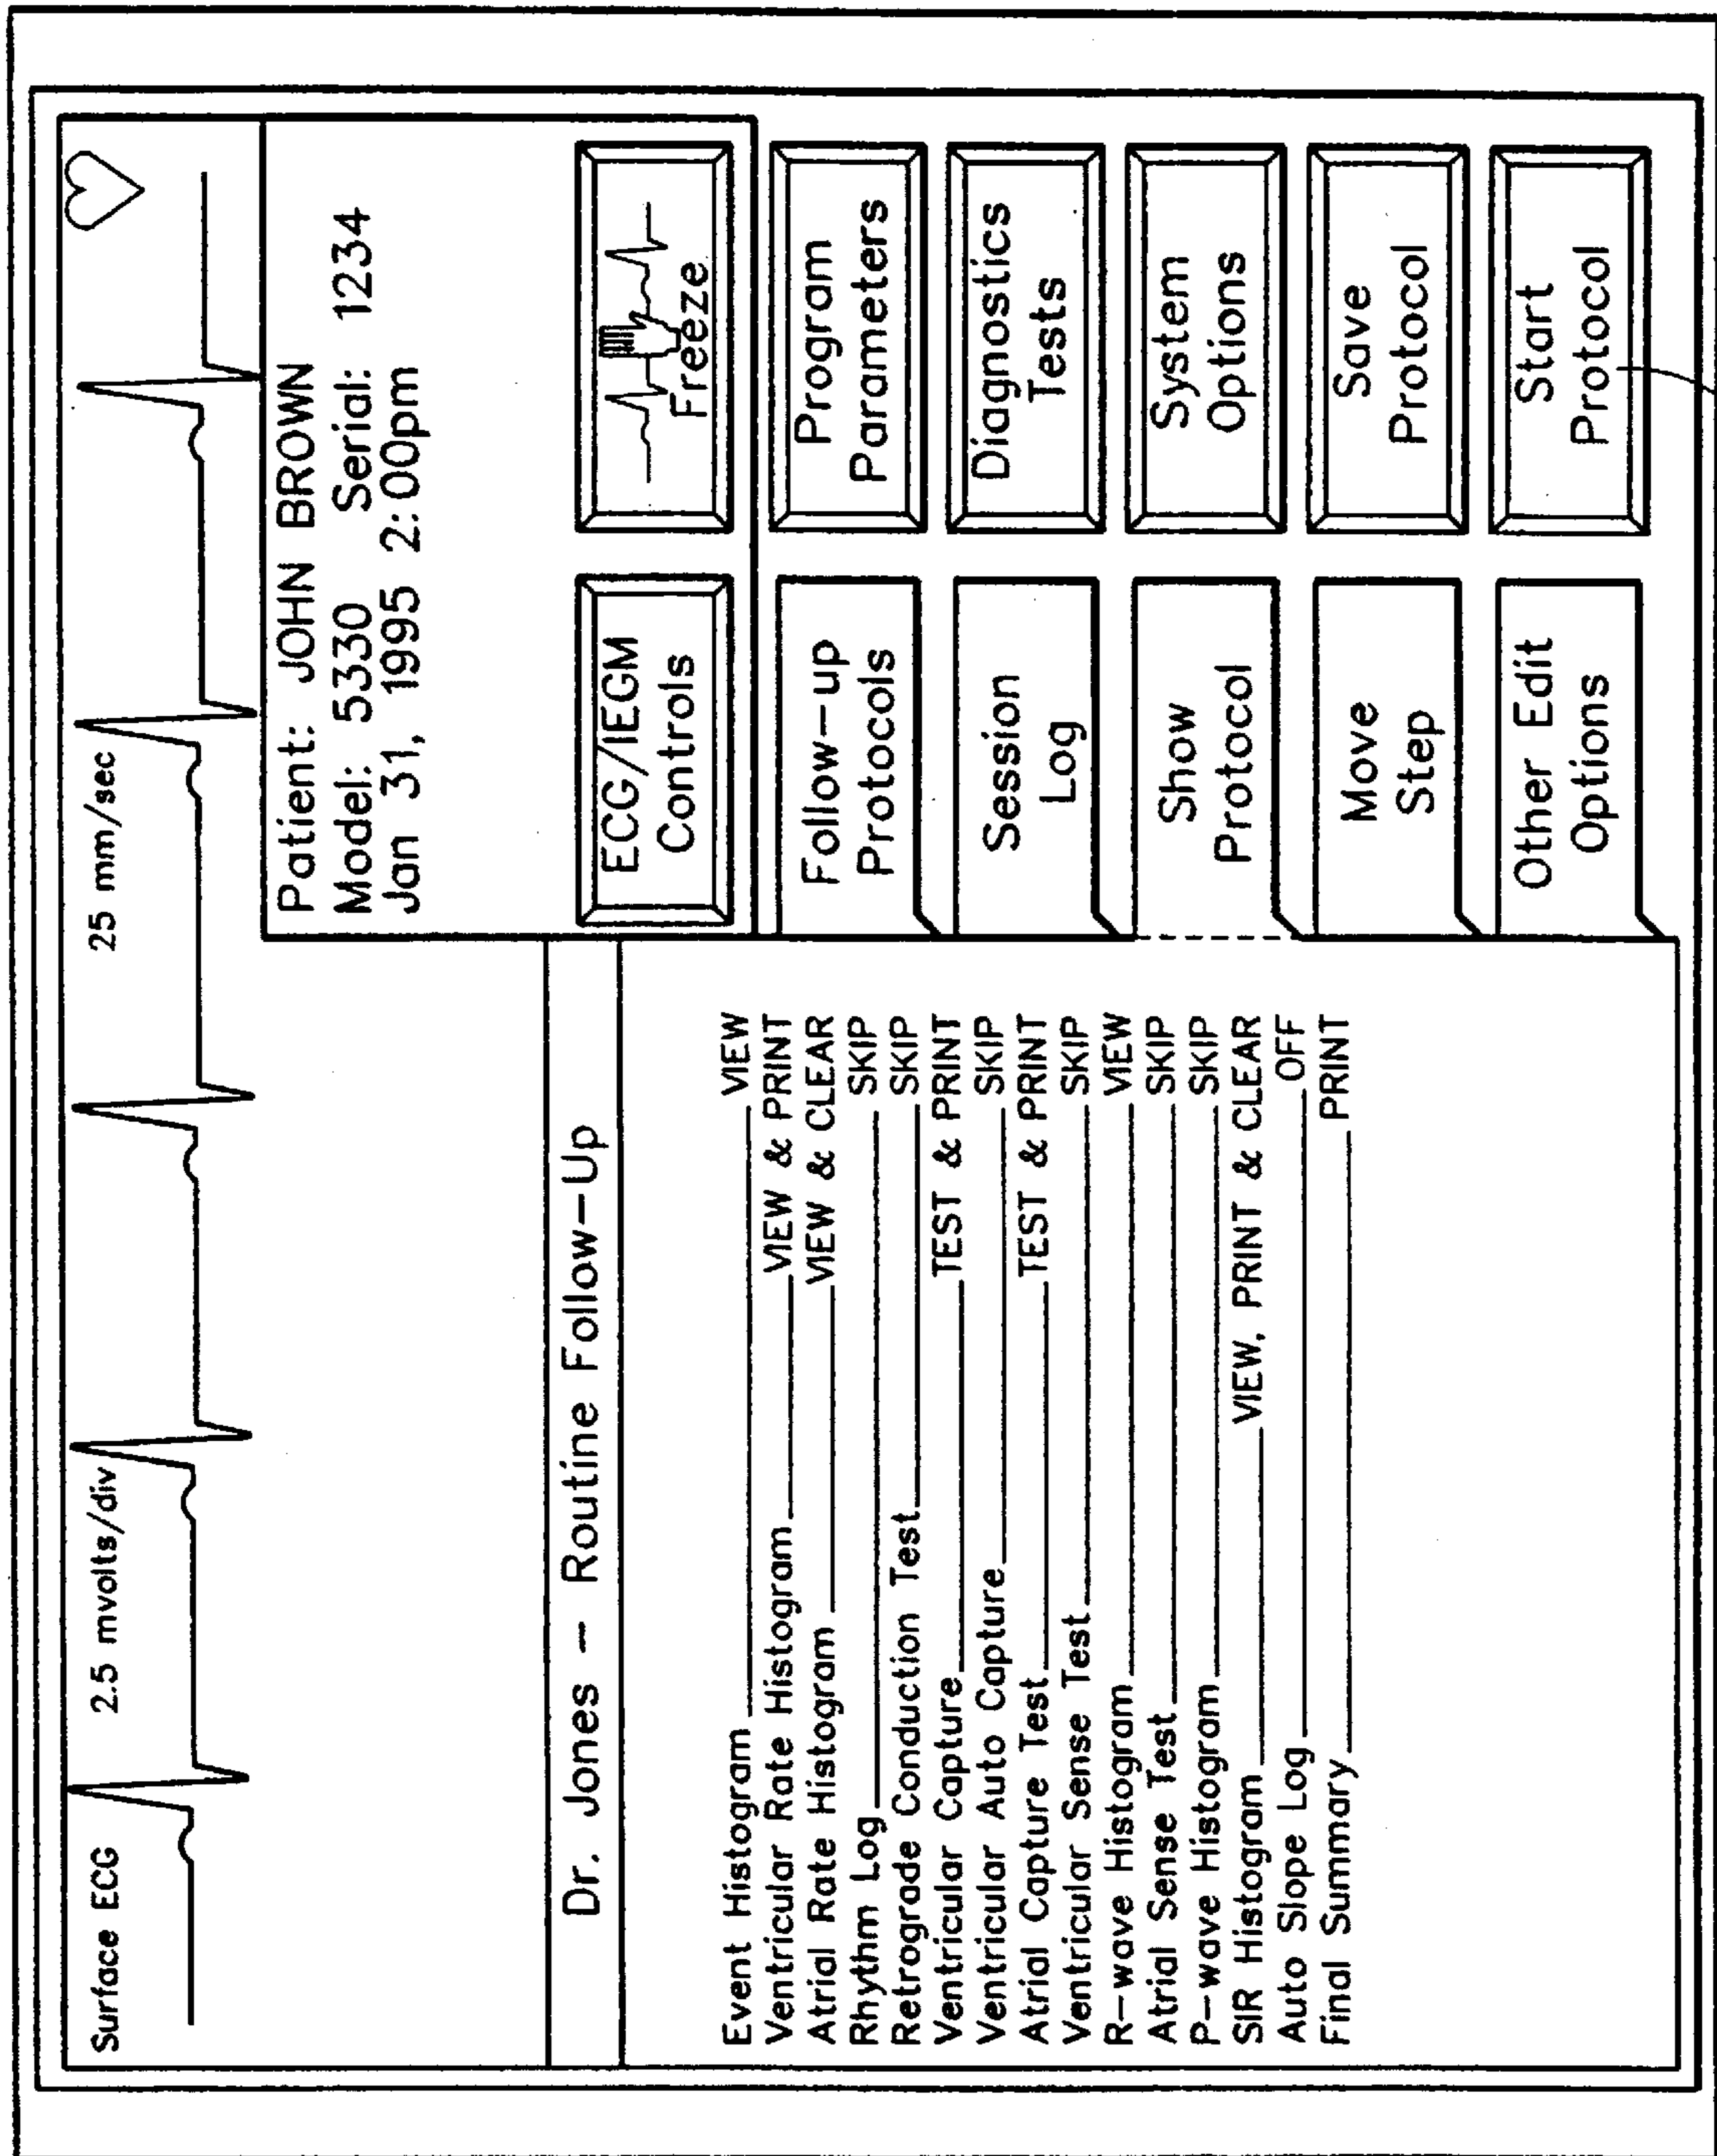 Surface ECG 2.5 mvolts/div 25 mm/sec
Patient: JOHN BROWN
Model: 5330 Serial: 1234
Jan 31, 1995 2:00pm
ECG/IEGM
Controls
Freeze
Dr. Jones – Routine Follow-Up
Event Histogram VIEW
Ventricular Rate Histogram VIEW & PRINT
Atrial Rate Histogram VIEW & CLEAR
Rhythm Log SKIP
Retrograde Conduction Test SKIP
Ventricular Capture TEST & PRINT
Ventricular Auto Capture SKIP
Atrial Capture Test TEST & PRINT
Ventricular Sense Test SKIP
R-wave Histogram VIEW
Atrial Sense Test SKIP
P-wave Histogram SKIP
SIR Histogram VIEW, PRINT & CLEAR
Auto Slope Log OFF
Final Summary PRINT
Follow-up
Protocols
Program
Parameters
Session
Log
Diagnostics
Tests
Show
Protocol
System
Options
Move
Step
Save
Protocol
Other Edit
Options
Start
Protocol